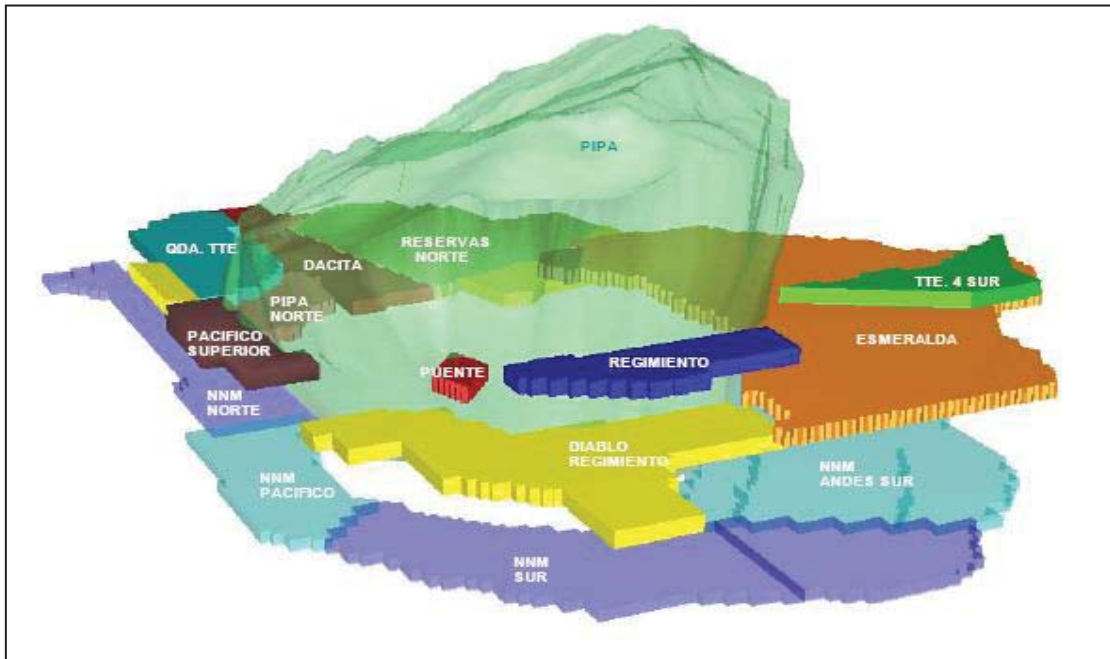 PIPA
QDA. TTE
RESERVAS
NORTE
DACITA
TTE. 4 SUR
PIPA
NORTE
PACIFICO
SUPERIOR
ESMERALDA
REGIMIENTO
PUENTE
NNM
NORTE
DIABLO
REGIMIENTO
NNM
ANDES SUR
NNM
PACIFICO
NNM
SUR